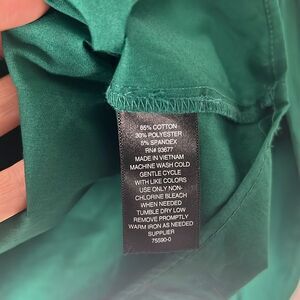 65% COTTON
30% POLYESTER
5% SPANDEX
RN# 93677
MADE IN VIETNAM
MACHINE WASH COLD
GENTLE CYCLE
WITH LIKE COLORS
USE ONLY NON-
CHLORINE BLEACH
WHEN NEEDED
TUMBLE DRY LOW
REMOVE PROMPTLY
WARM IRON AS NEEDED
SUPPLIER
75590-0